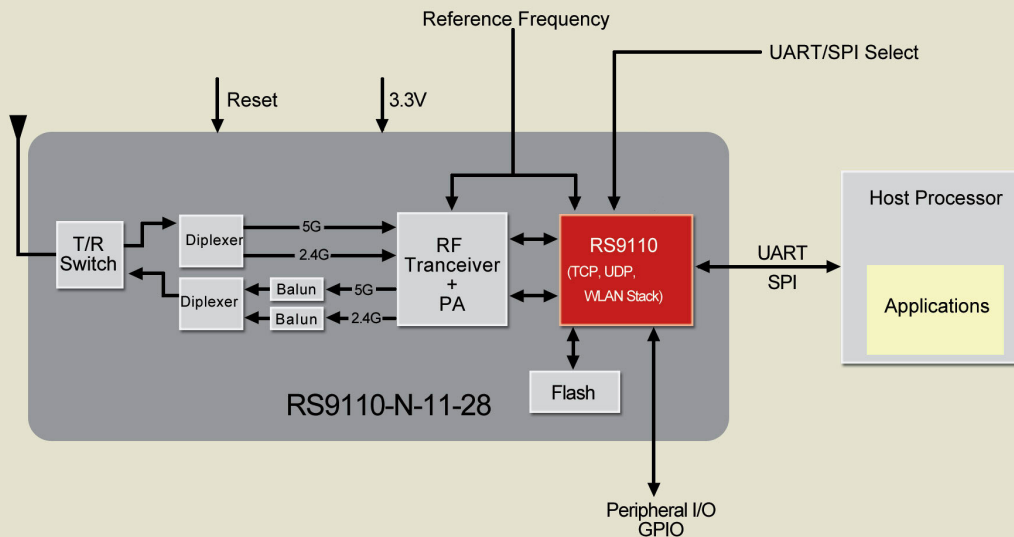 Reference Frequency
UART/SPI Select
Reset
3.3V
T/R
Switch
Diplexer
5G
2.4G
Diplexer
Balun
5G
Balun
2.4G
RF
Tranceiver
+
PA
RS9110
(TCP, UDP,
WLAN Stack)
UART
SPI
Host Processor
Applications
Flash
RS9110-N-11-28
Peripheral I/O
GPIO